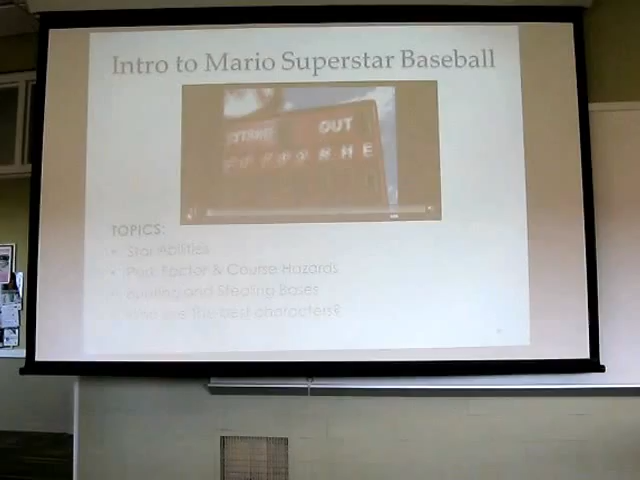 Intro to Mario Superstar Baseball
STRIKE OUT
H E
TOPICS:
• Star Abilities
• Park Factor & Course Hazards
• Bunting and Stealing Bases
• Who are the best characters?